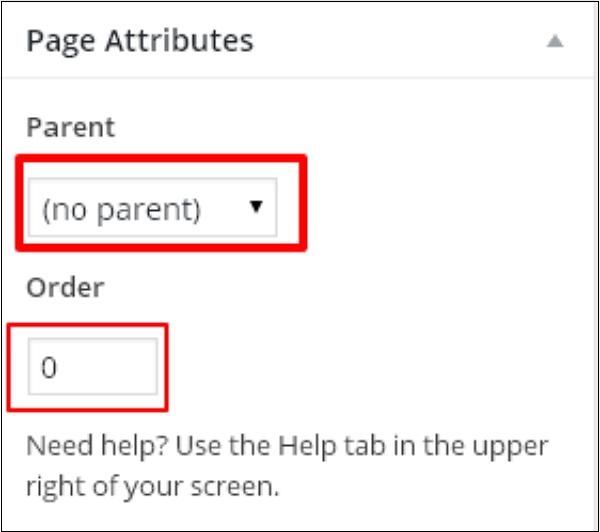 Page Attributes
Parent
(no parent)
Order
0
Need help? Use the Help tab in the upper
right of your screen.